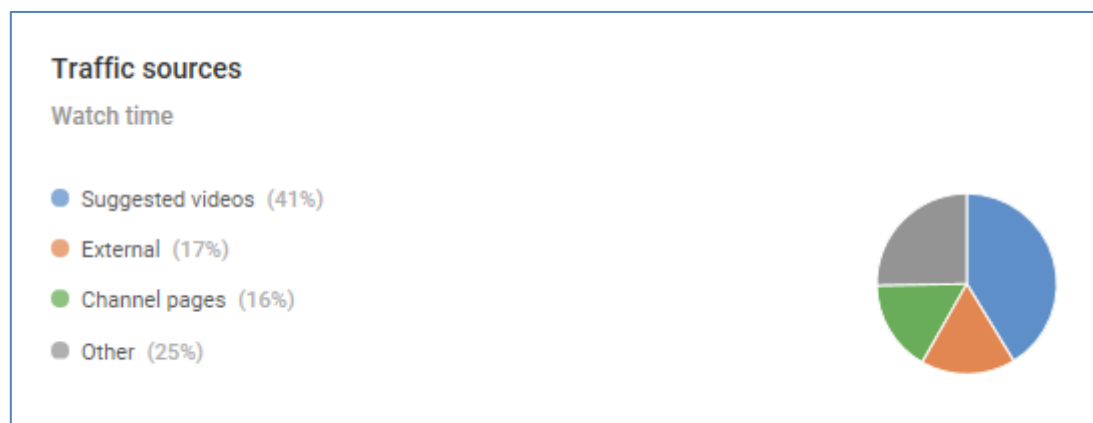 Traffic sources
Watch time
Suggested videos (41%)
External (17%)
Channel pages (16%)
Other (25%)